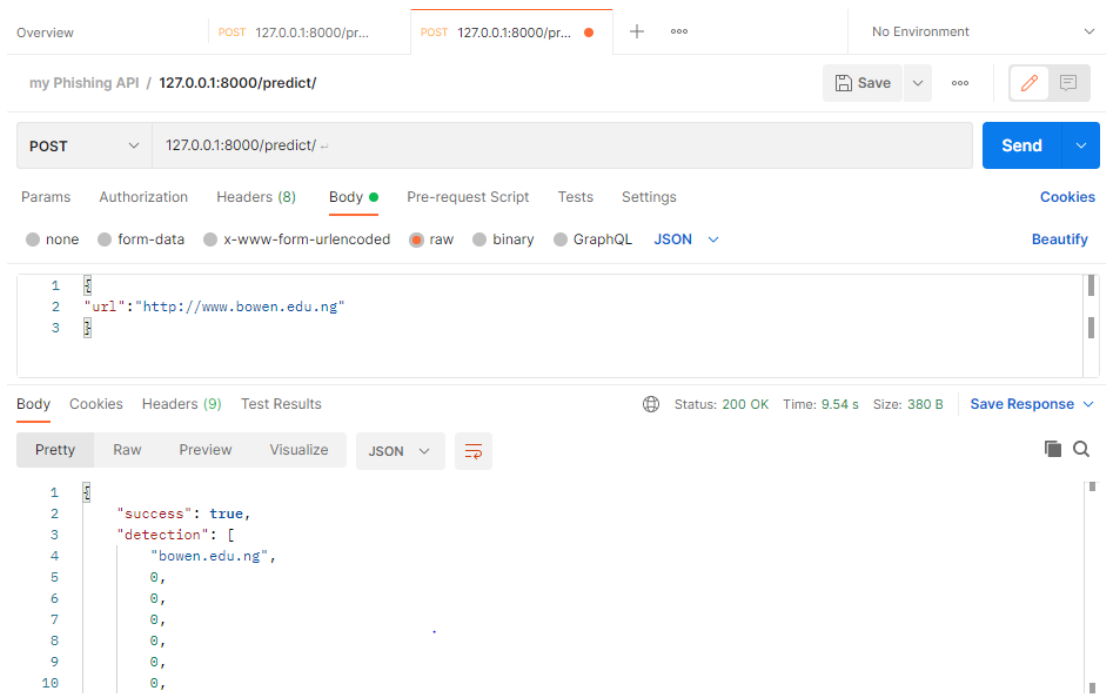 Overview POST 127.0.0.1:8000/pr... POST 127.0.0.1:8000/pr... No Environment
my Phishing API / 127.0.0.1:8000/predict/ Save
POST 127.0.0.1:8000/predict/ Send
Params Authorization Headers (8) Body Pre-request Script Tests Settings Cookies
none form-data x-www-form-urlencoded raw binary GraphQL JSON Beautify
1 {
2 "url":"http://www.bowen.edu.ng"
3 }
Body Cookies Headers (9) Test Results Status: 200 OK Time: 9.54 s Size: 380 B Save Response
Pretty Raw Preview Visualize JSON
1 {
2 "success": true,
3 "detection": [
4 "bowen.edu.ng",
5 0,
6 0,
7 0,
8 0,
9 0,
10 0,